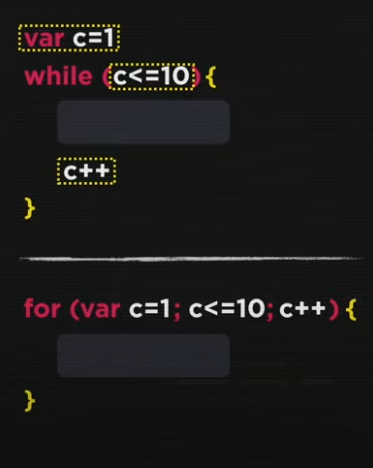 var c=1
while (c<=10){
c++
}
for (var c=1; c<=10; c++) {
}